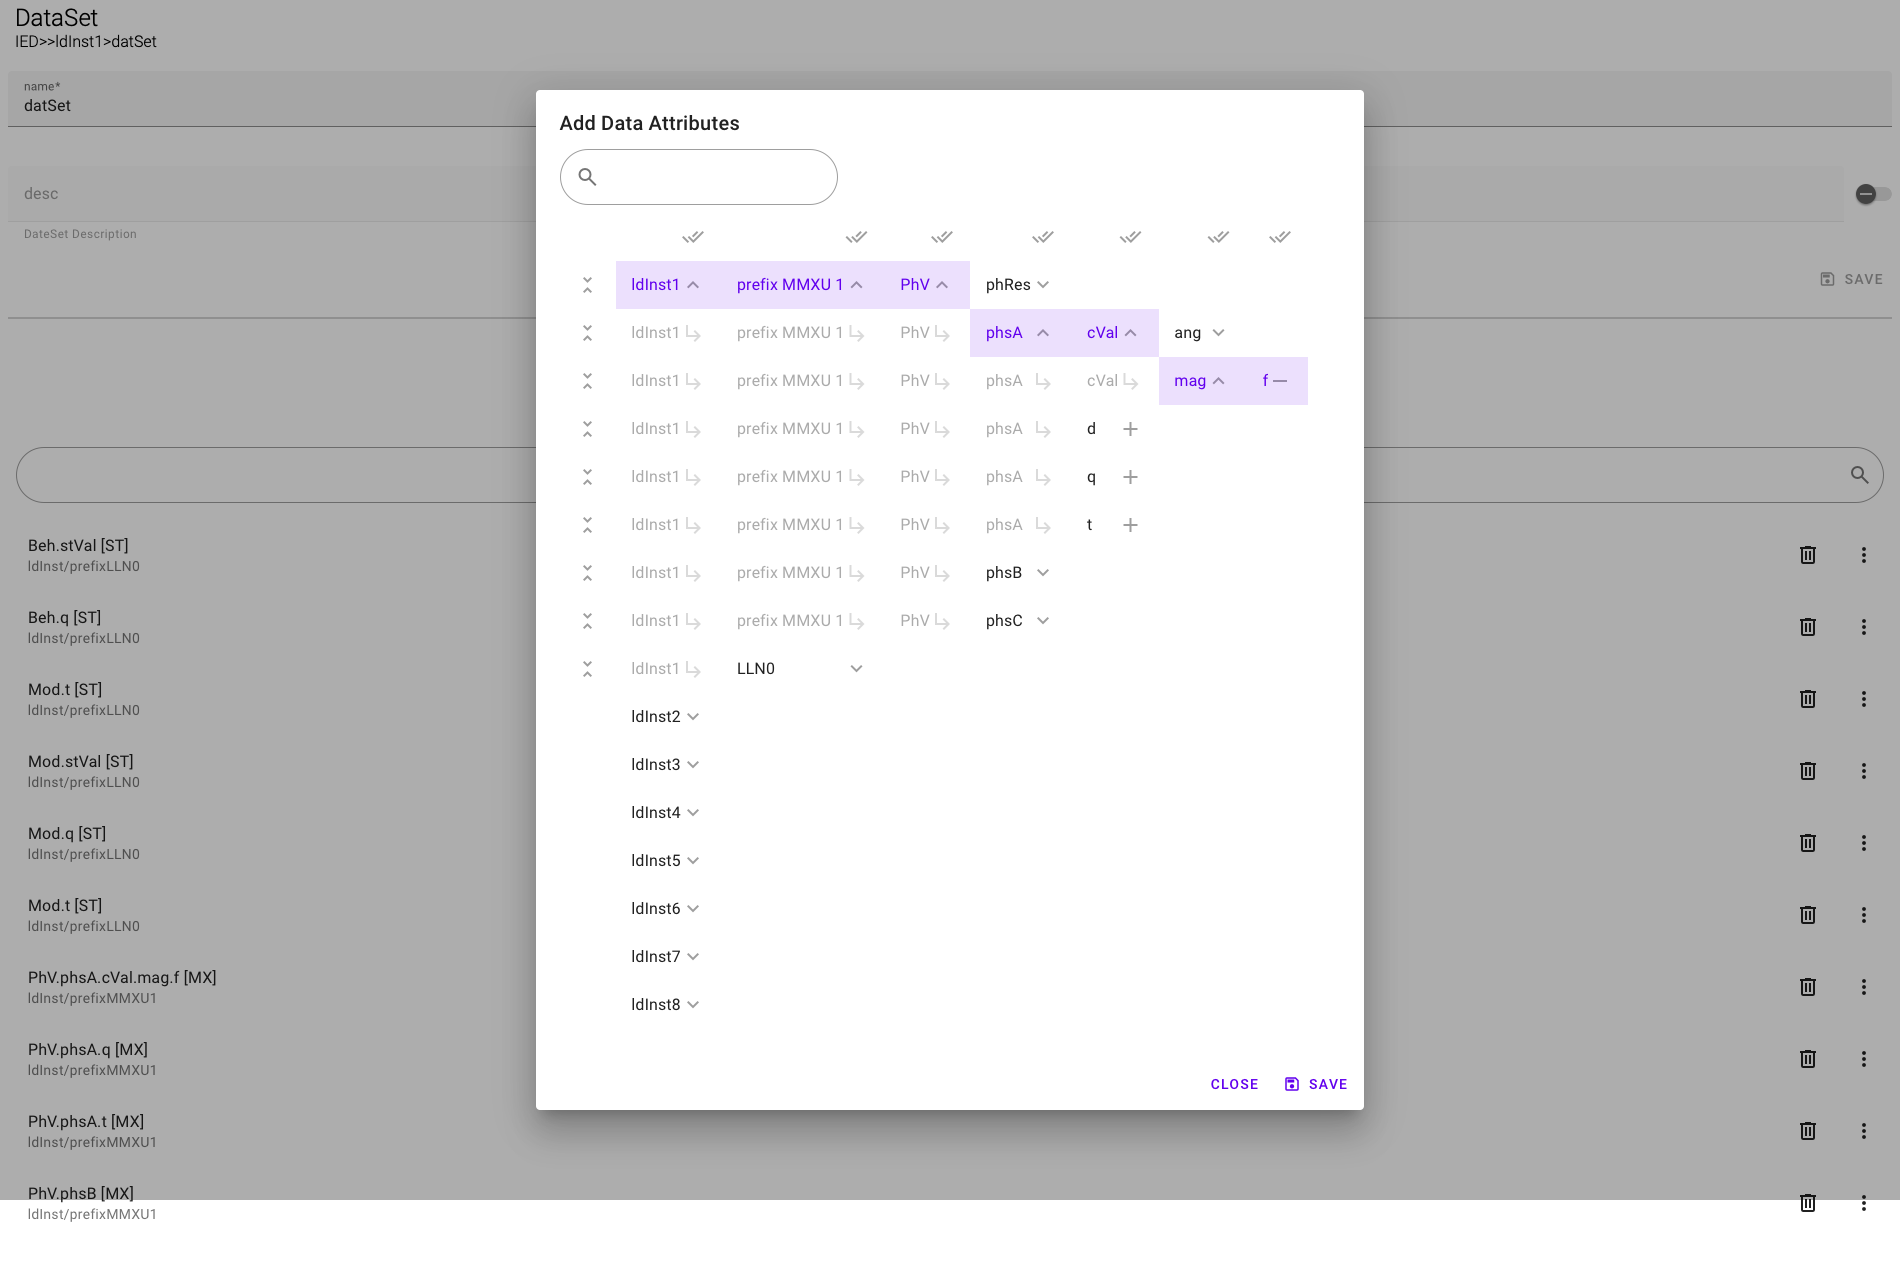 DataSet
IED>>ldInst1>datSet
name*
datSet
desc
DateSet Description
SAVE
Add Data Attributes
ldInst1 prefix MMXU 1 PhV phRes
ldInst1 prefix MMXU 1 PhV phsA cVal ang
ldInst1 prefix MMXU 1 PhV phsA cVal mag f
ldInst1 prefix MMXU 1 PhV phsA d
ldInst1 prefix MMXU 1 PhV phsA q
ldInst1 prefix MMXU 1 PhV phsA t
ldInst1 prefix MMXU 1 PhV phsB
ldInst1 prefix MMXU 1 PhV phsC
ldInst1 LLN0
ldInst2
ldInst3
ldInst4
ldInst5
ldInst6
ldInst7
ldInst8
CLOSE SAVE
Beh.stVal [ST]
ldInst/prefixLLN0
Beh.q [ST]
ldInst/prefixLLN0
Mod.t [ST]
ldInst/prefixLLN0
Mod.stVal [ST]
ldInst/prefixLLN0
Mod.q [ST]
ldInst/prefixLLN0
Mod.t [ST]
ldInst/prefixLLN0
PhV.phsA.cVal.mag.f [MX]
ldInst/prefixMMXU1
PhV.phsA.q [MX]
ldInst/prefixMMXU1
PhV.phsA.t [MX]
ldInst/prefixMMXU1
PhV.phsB [MX]
ldInst/prefixMMXU1